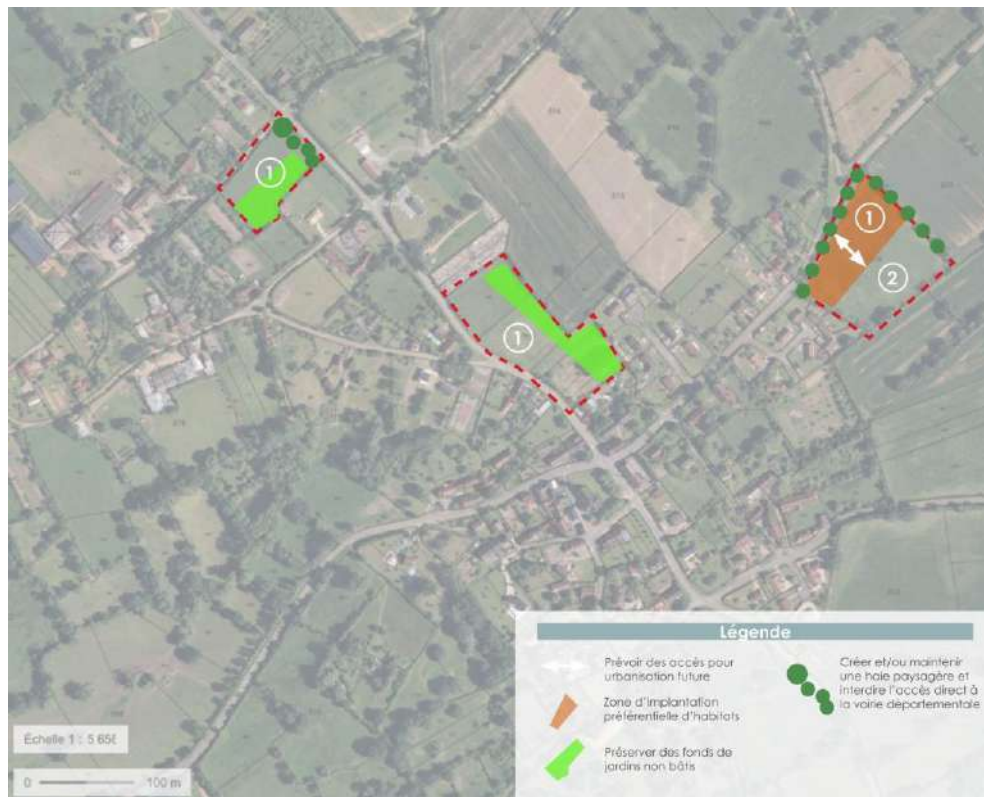 1
1
2
1
Légende
Prévoir des accès pour
urbanisation future
Zone d'implantation
préférentielle d'habitats
Préserver des fonds de
jardins non bâtis
Créer et/ou maintenir
une haie paysagère et
interdire l'accès direct à
la voirie départementale
Échelle 1 : 5 658
0 100 m